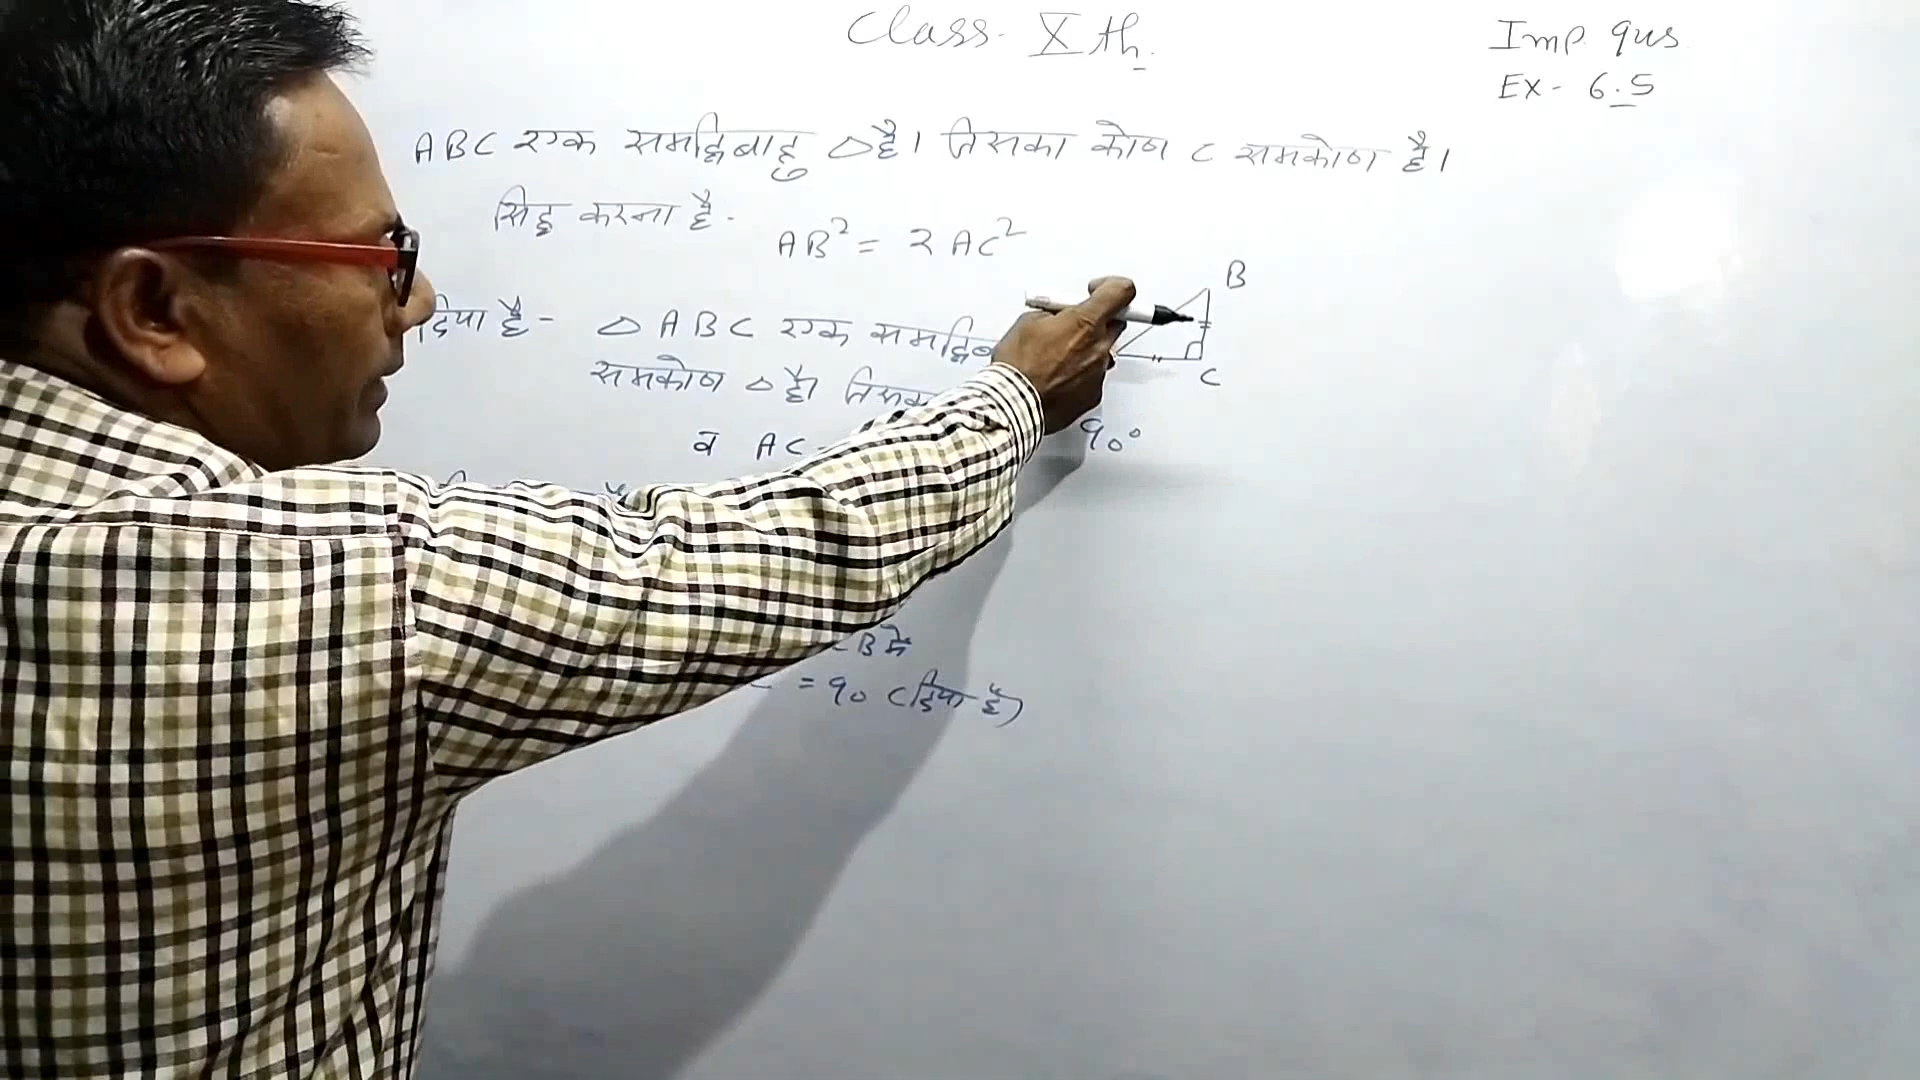 Class- Xth.
Imp. qus
Ex- 6.5
ABC एक समद्विबाहु △ है। जिसका कोण C समकोण है।
सिद्ध करना है-
AB² = 2AC²
B
C
दिया है- △ ABC एक
समकोण △ है।
व AC 90°
CB में
= 90 (दिया है)